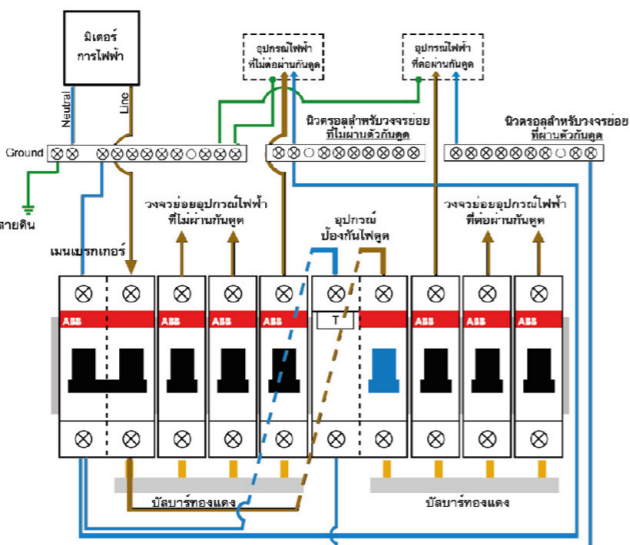 มิเตอร์
การไฟฟ้า
Neutral
Line
อุปกรณ์ไฟฟ้า
ที่ไม่ต่อผ่านกันดูด
อุปกรณ์ไฟฟ้า
ที่ต่อผ่านกันดูด
นิวตรอลสำหรับวงจรย่อย
ที่ไม่ผ่านตัวกันดูด
นิวตรอลสำหรับวงจรย่อย
ที่ผ่านตัวกันดูด
Ground
สายดิน
เมนเบรกเกอร์
วงจรย่อยอุปกรณ์ไฟฟ้า
ที่ไม่ผ่านกันดูด
อุปกรณ์
ป้องกันไฟดูด
วงจรย่อยอุปกรณ์ไฟฟ้า
ที่ต่อผ่านกันดูด
ABB
ABB
ABB
ABB
T
ABB
ABB
ABB
ABB
บัสบาร์ทองแดง
บัสบาร์ทองแดง